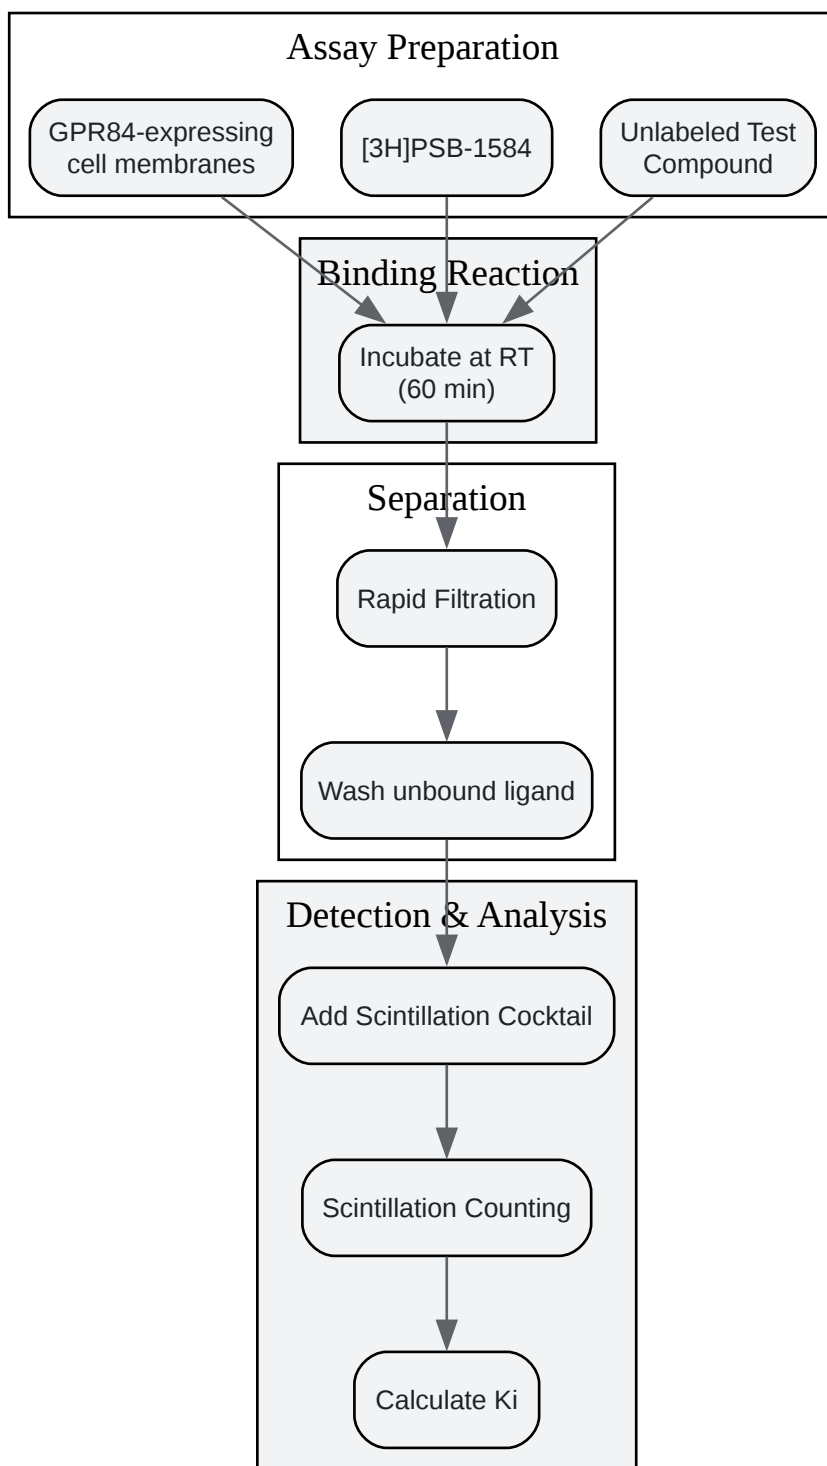 Assay Preparation
GPR84-expressing
cell membranes
[3H]PSB-1584
Unlabeled Test
Compound
Binding Reaction
Incubate at RT
(60 min)
Separation
Rapid Filtration
Wash unbound ligand
Detection & Analysis
Add Scintillation Cocktail
Scintillation Counting
Calculate Ki